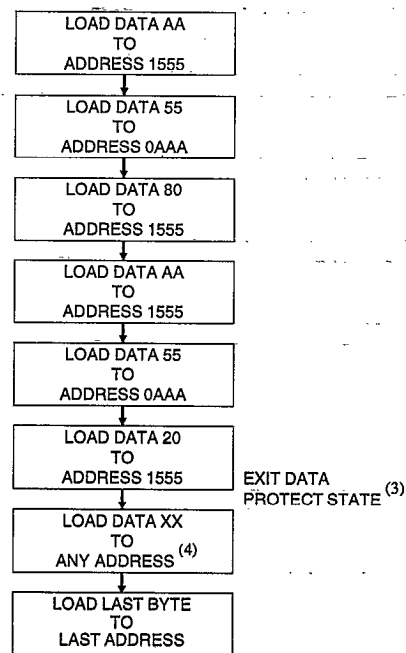 LOAD DATA AA
TO
ADDRESS 1555
LOAD DATA 55
TO
ADDRESS 0AAA
LOAD DATA 80
TO
ADDRESS 1555
LOAD DATA AA
TO
ADDRESS 1555
LOAD DATA 55
TO
ADDRESS 0AAA
LOAD DATA 20
TO
ADDRESS 1555
EXIT DATA
PROTECT STATE (3)
LOAD DATA XX
TO
ANY ADDRESS (4)
LOAD LAST BYTE
TO
LAST ADDRESS